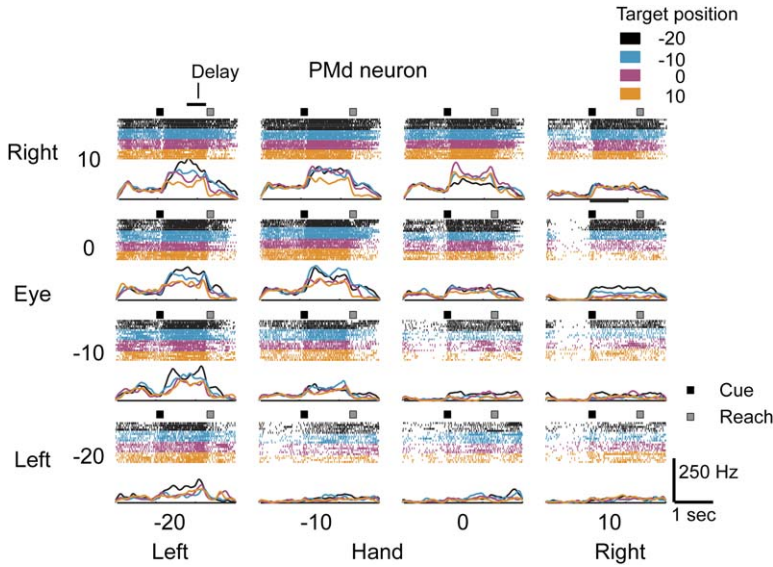 Target position
-20
-10
0
10
PMd neuron
Delay
Right
10
0
Eye
-10
Cue
Reach
Left
-20
250 Hz
1 sec
-20 -10 0 10
Left Hand Right